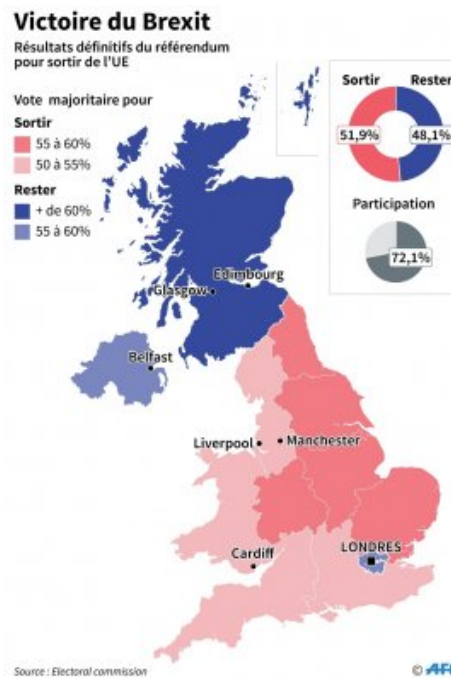 Victoire du Brexit
Résultats définitifs du référendum
pour sortir de l'UE
Vote majoritaire pour
Sortir
55 à 60%
50 à 55%
Rester
+ de 60%
55 à 60%
Sortir
Rester
51,9%
48,1%
Participation
72,1%
Edimbourg
Glasgow
Belfast
Liverpool
Manchester
Cardiff
LONDRES
Source : Electoral commission
© AFP